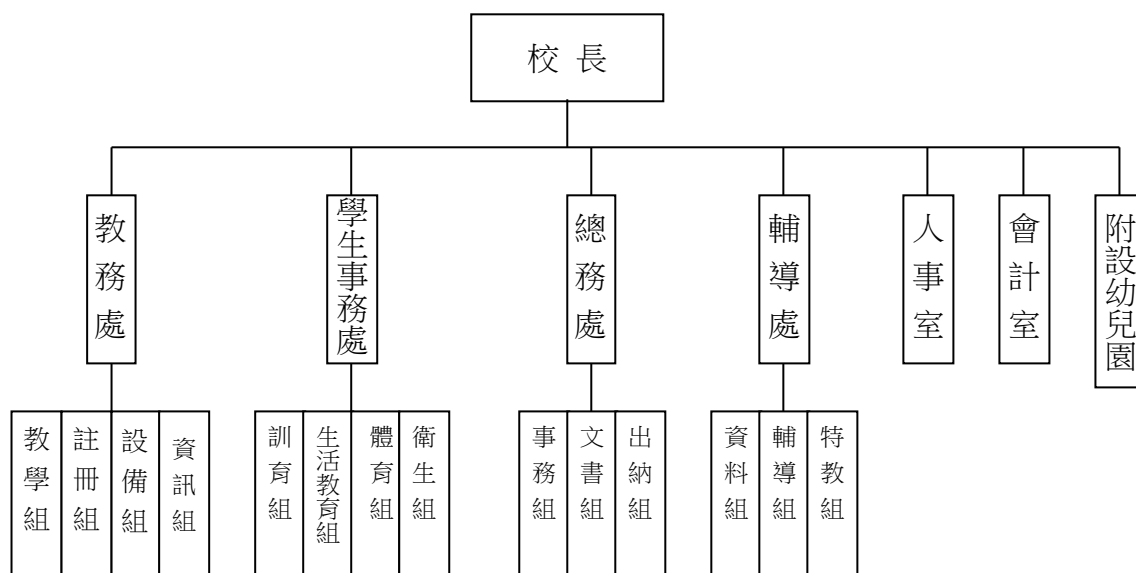 校長
教務處
學生事務處
總務處
輔導處
人事室
會計室
附設幼兒園
教學組
註冊組
設備組
資訊組
訓育組
生活教育組
體育組
衛生組
事務組
文書組
出納組
資料組
輔導組
特教組